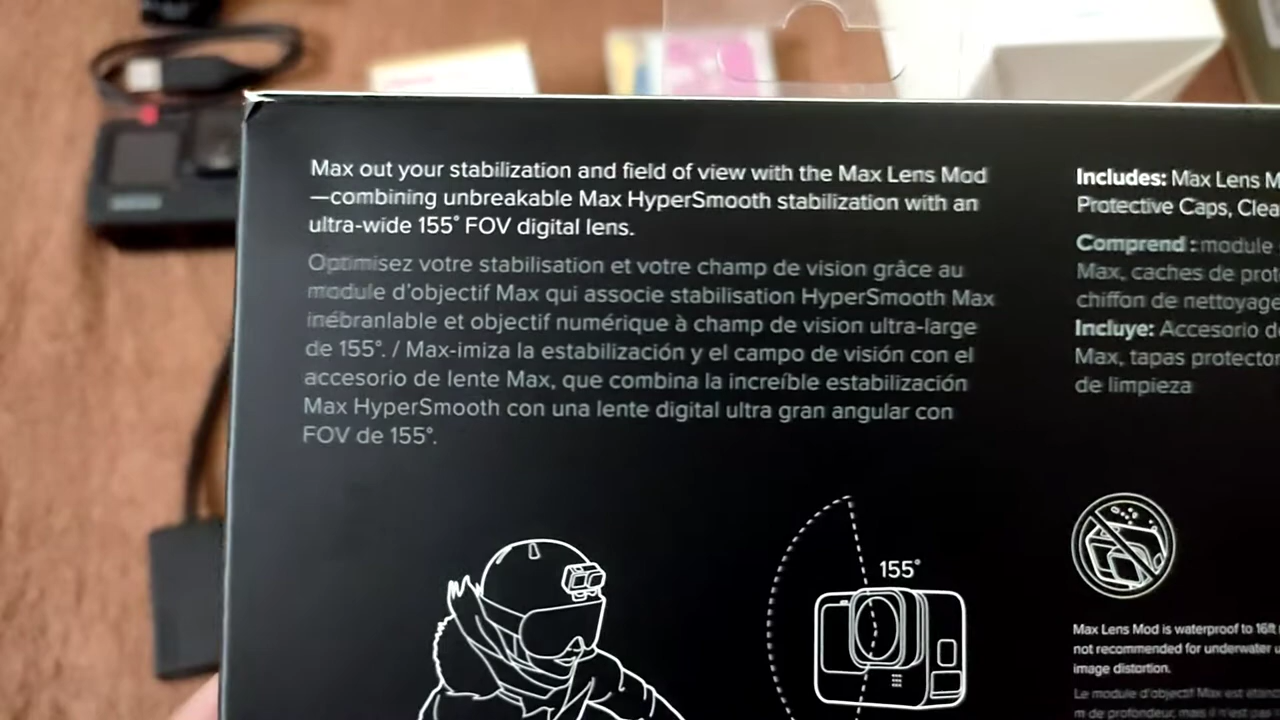 Max out your stabilization and field of view with the Max Lens Mod
—combining unbreakable Max HyperSmooth stabilization with an
ultra-wide 155° FOV digital lens.
Optimisez votre stabilisation et votre champ de vision grâce au
module d'objectif Max qui associe stabilisation HyperSmooth Max
inébranlable et objectif numérique à champ de vision ultra-large
de 155°. / Max-imiza la estabilización y el campo de visión con el
accesorio de lente Max, que combina la increíble estabilización
Max HyperSmooth con una lente digital ultra gran angular con
FOV de 155°.
155°
Includes: Max Lens
Protective Caps,
Comprend : module
Max, caches de
chiffon de nettoyage
Incluye: Accesorio
Max, tapas
de limpieza
Max Lens Mod is waterproof to 16ft
not recommended for underwater
image distortion.
Le module d'objectif Max est
m de profondeur, mais il n'est pas